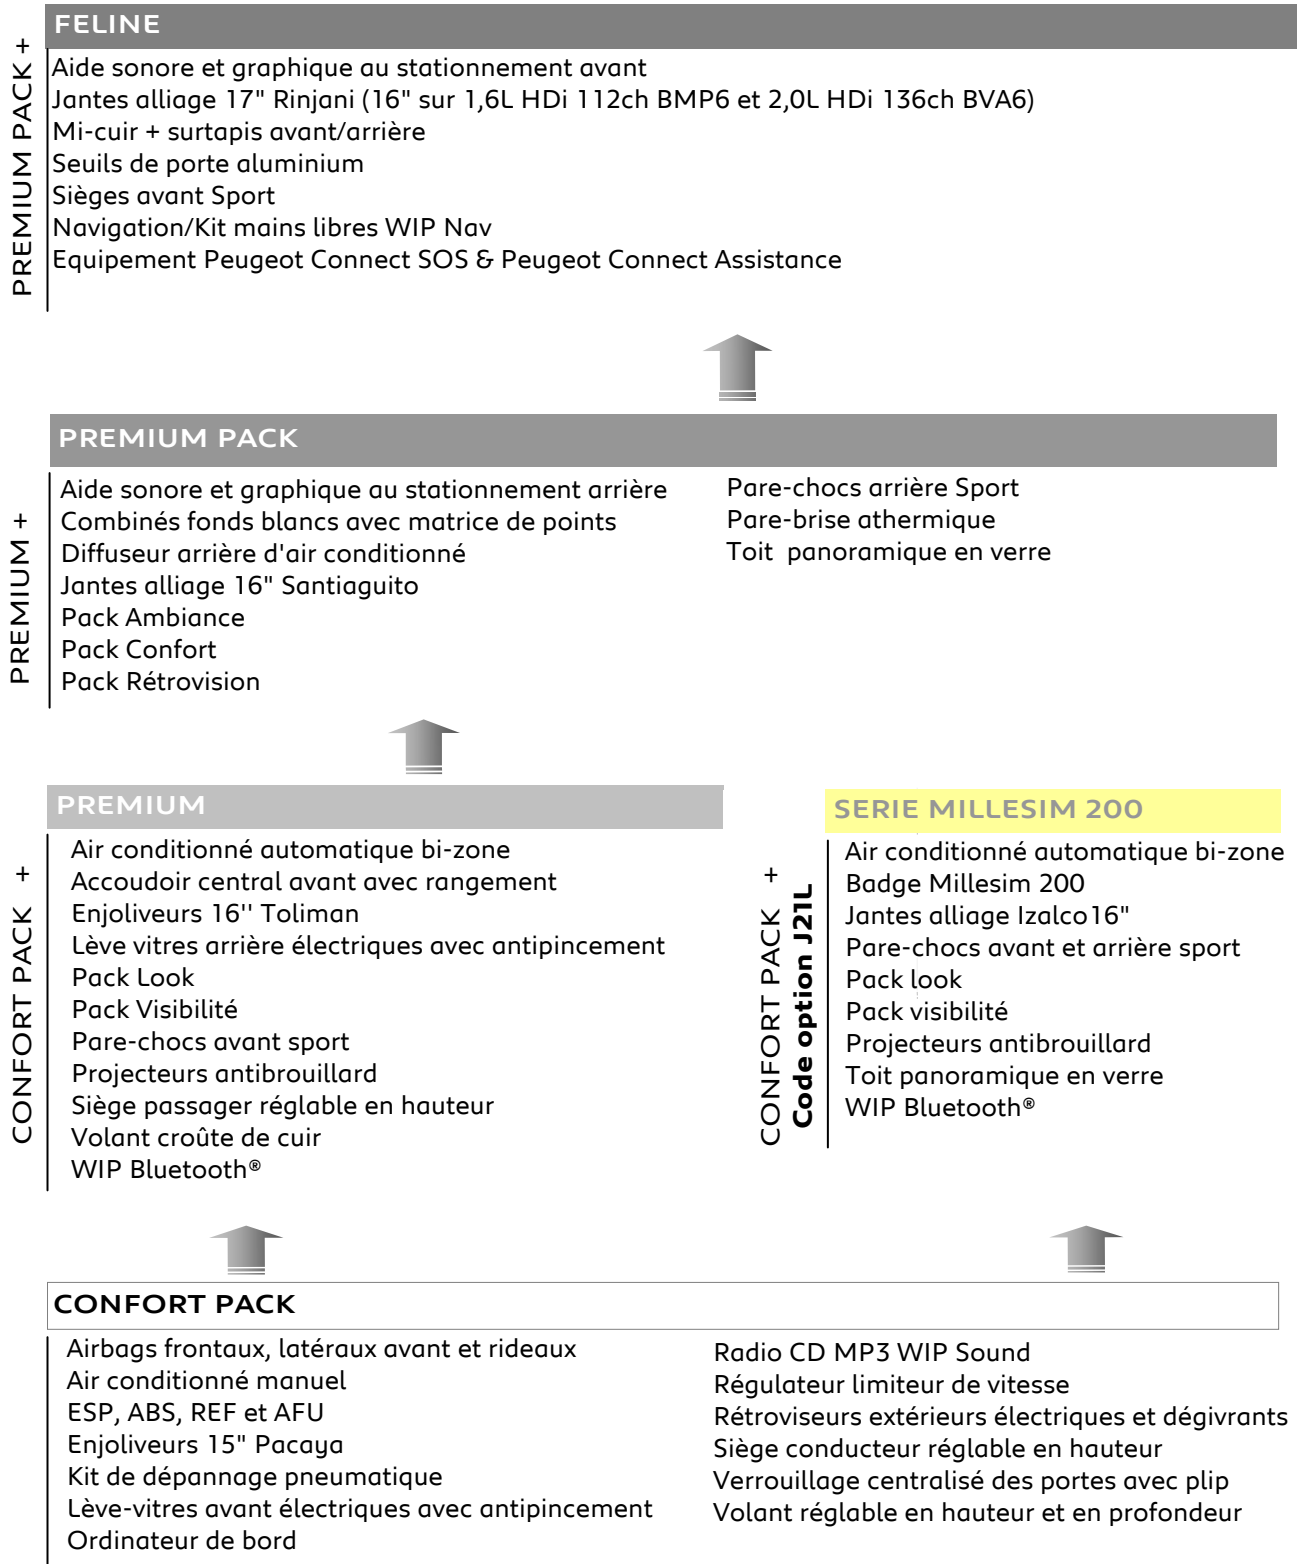 FELINE
PREMIUM PACK +
Aide sonore et graphique au stationnement avant
Jantes alliage 17" Rinjani (16" sur 1,6L HDi 112ch BMP6 et 2,0L HDi 136ch BVA6)
Mi-cuir + surtapis avant/arrière
Seuils de porte aluminium
Sièges avant Sport
Navigation/Kit mains libres WIP Nav
Equipement Peugeot Connect SOS & Peugeot Connect Assistance
PREMIUM PACK
PREMIUM +
Aide sonore et graphique au stationnement arrière
Combinés fonds blancs avec matrice de points
Diffuseur arrière d'air conditionné
Jantes alliage 16" Santiaguito
Pack Ambiance
Pack Confort
Pack Rétrovision
Pare-chocs arrière Sport
Pare-brise athermique
Toit panoramique en verre
PREMIUM
CONFORT PACK +
Air conditionné automatique bi-zone
Accoudoir central avant avec rangement
Enjoliveurs 16'' Toliman
Lève vitres arrière électriques avec antipincement
Pack Look
Pack Visibilité
Pare-chocs avant sport
Projecteurs antibrouillard
Siège passager réglable en hauteur
Volant croûte de cuir
WIP Bluetooth®
SERIE MILLESIM 200
CONFORT PACK +
Code option J21L
Air conditionné automatique bi-zone
Badge Millesim 200
Jantes alliage Izalco16"
Pare-chocs avant et arrière sport
Pack look
Pack visibilité
Projecteurs antibrouillard
Toit panoramique en verre
WIP Bluetooth®
CONFORT PACK
Airbags frontaux, latéraux avant et rideaux
Air conditionné manuel
ESP, ABS, REF et AFU
Enjoliveurs 15" Pacaya
Kit de dépannage pneumatique
Lève-vitres avant électriques avec antipincement
Ordinateur de bord
Radio CD MP3 WIP Sound
Régulateur limiteur de vitesse
Rétroviseurs extérieurs électriques et dégivrants
Siège conducteur réglable en hauteur
Verrouillage centralisé des portes avec plip
Volant réglable en hauteur et en profondeur